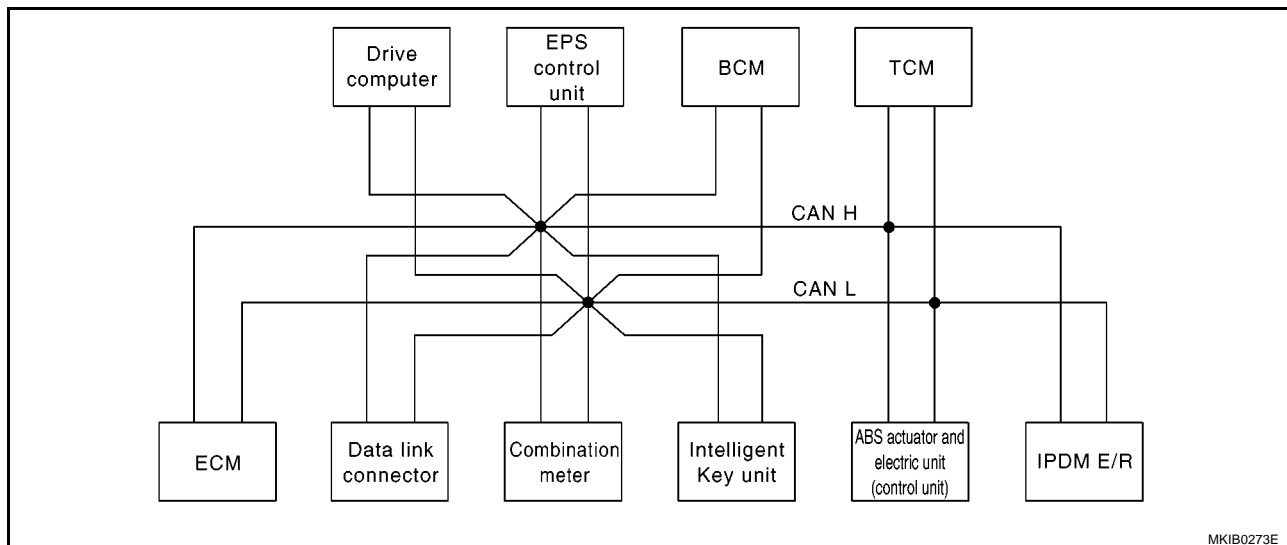 Drive
computer
EPS
control
unit
BCM
TCM
CAN H
CAN L
ECM
Data link
connector
Combination
meter
Intelligent
Key unit
ABS actuator and
electric unit
(control unit)
IPDM E/R
MKIB0273E